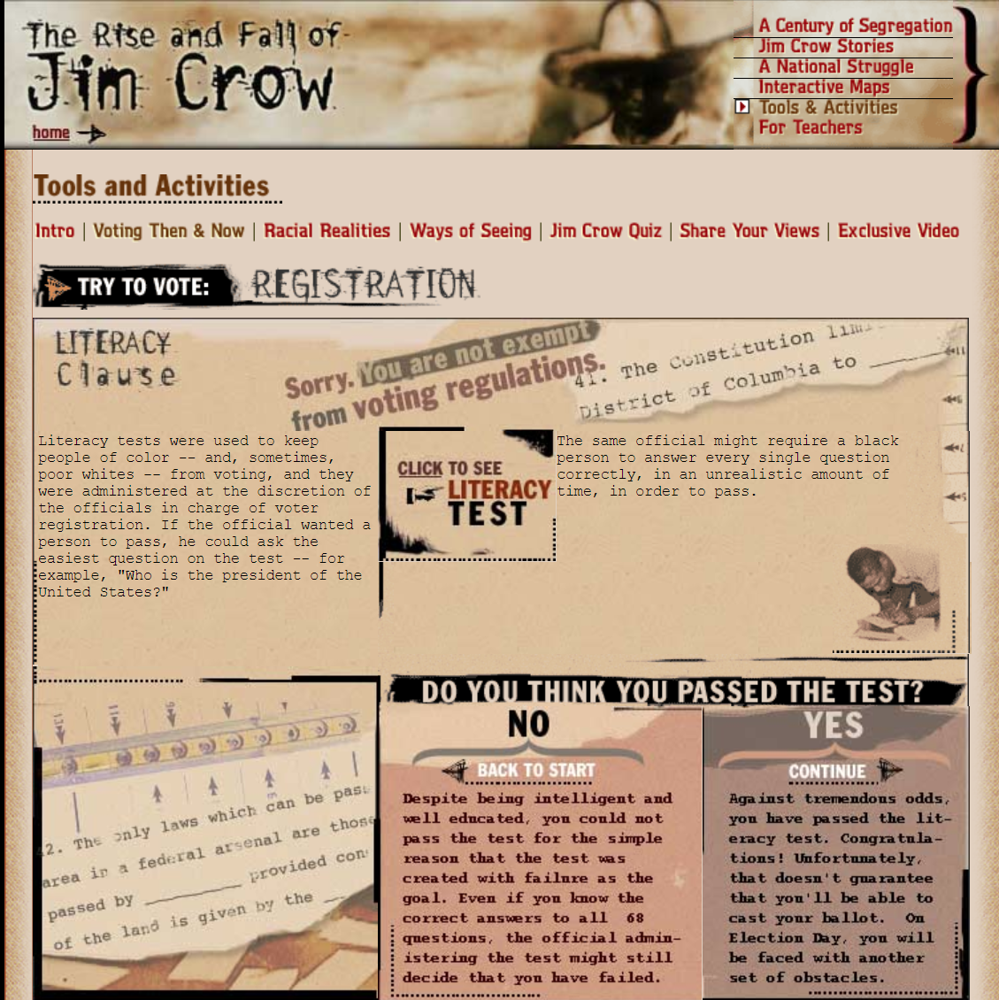 The Rise and Fall of
Jim Crow
home
A Century of Segregation
Jim Crow Stories
A National Struggle
Interactive Maps
Tools & Activities
For Teachers
Tools and Activities
Intro | Voting Then & Now | Racial Realities | Ways of Seeing | Jim Crow Quiz | Share Your Views | Exclusive Video
TRY TO VOTE: REGISTRATION
LITERACY
Clause
Sorry. You are not exempt
from voting regulations.
41. The Constitution
District of Columbia to
Literacy tests were used to keep
people of color -- and, sometimes,
poor whites -- from voting, and they
were administered at the discretion of
the officials in charge of voter
registration. If the official wanted a
person to pass, he could ask the
easiest question on the test -- for
example, "Who is the president of the
United States?"
CLICK TO SEE
LITERACY
TEST
The same official might require a black
person to answer every single question
correctly, in an unrealistic amount of
time, in order to pass.
2. The only laws which can be pas
area in a federal arsenal are those
passed by ________ provided con
of the land is given by the
DO YOU THINK YOU PASSED THE TEST?
NO
BACK TO START
Despite being intelligent and
well educated, you could not
pass the test for the simple
reason that the test was
created with failure as the
goal. Even if you know the
correct answers to all 68
questions, the official admin-
istering the test might still
decide that you have failed.
YES
CONTINUE
Against tremendous odds,
you have passed the lit-
eracy test. Congratula-
tions! Unfortunately,
that doesn't guarantee
that you'll be able to
cast your ballot. On
Election Day, you will
be faced with another
set of obstacles.